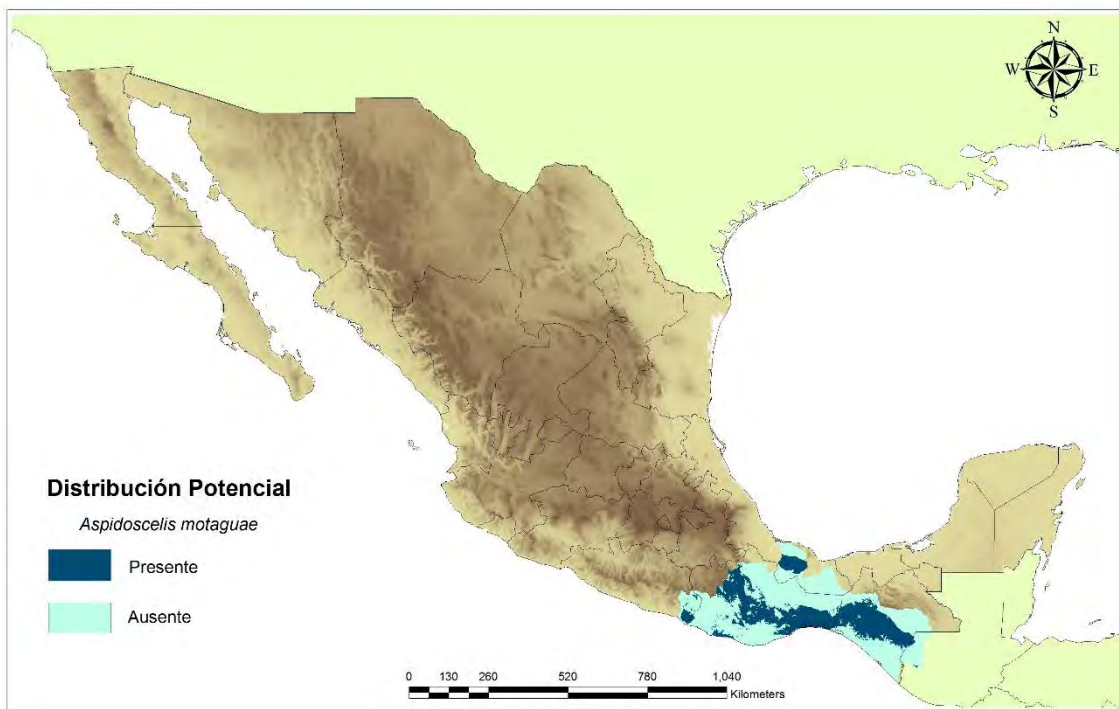 N
W E
S
Distribución Potencial
Aspidoscelis motaguae
Presente
Ausente
0 130 260 520 780 1,040
Kilometers